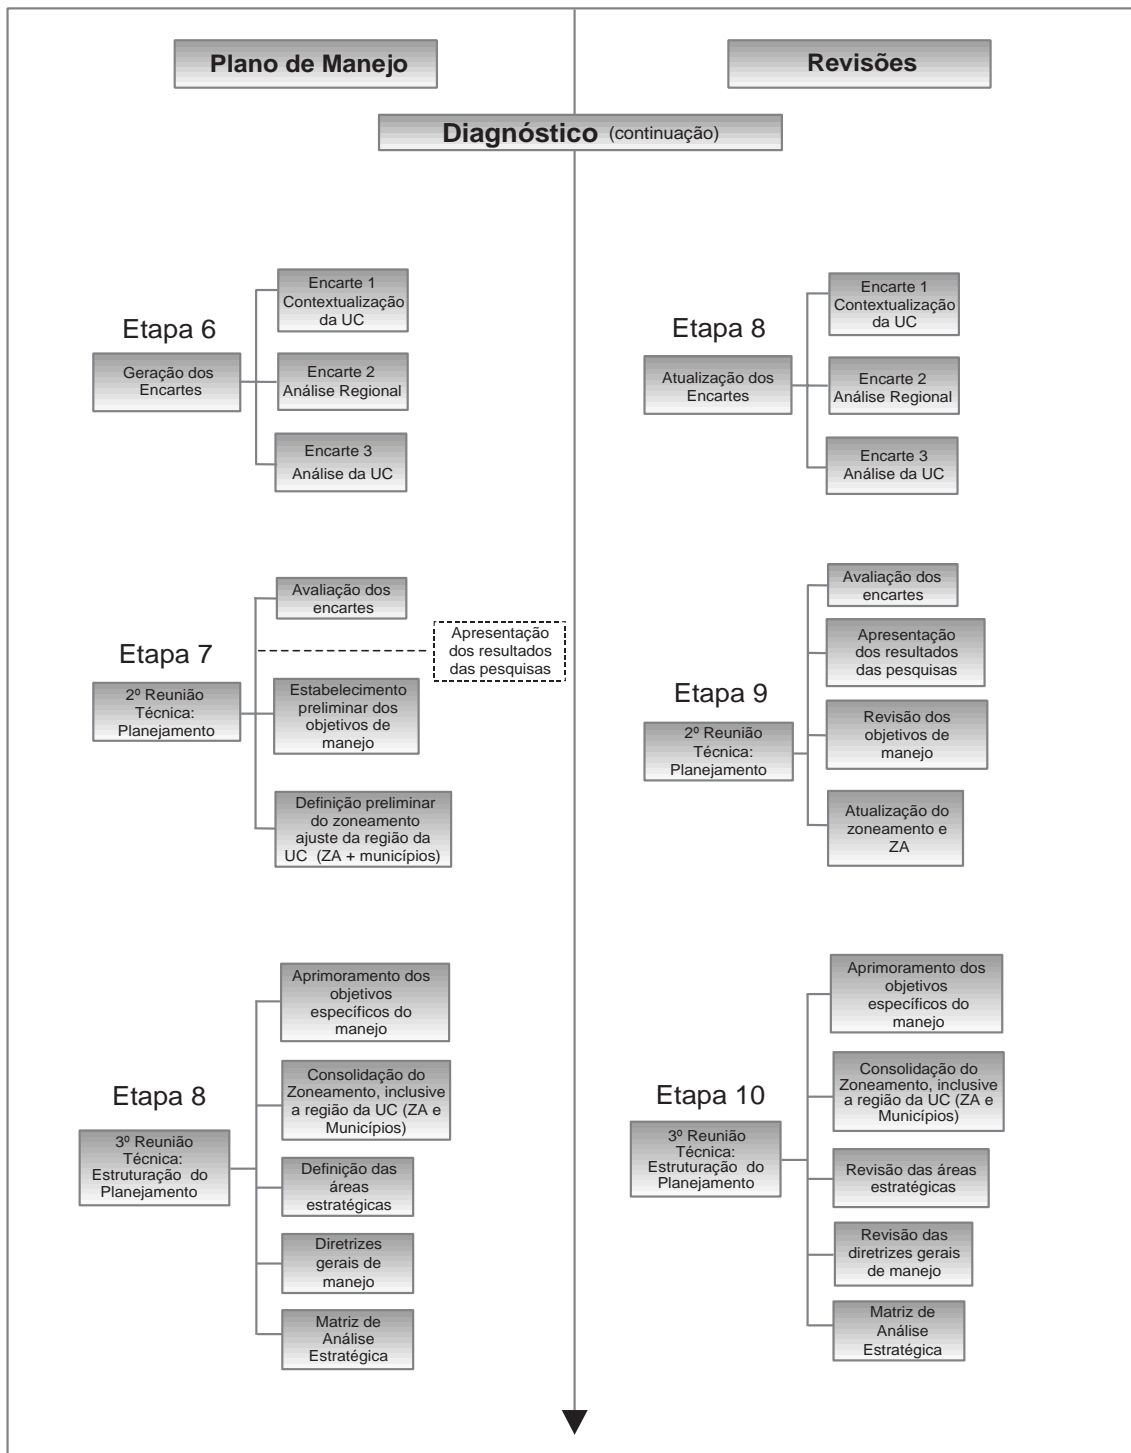 Plano de Manejo
Revisões
Diagnóstico (continuação)
Etapa 6
Geração dos
Encartes
Encarte 1
Contextualização
da UC
Encarte 2
Análise Regional
Encarte 3
Análise da UC
Etapa 8
Atualização dos
Encartes
Encarte 1
Contextualização
da UC
Encarte 2
Análise Regional
Encarte 3
Análise da UC
Etapa 7
2º Reunião
Técnica:
Planejamento
Avaliação dos
encartes
Apresentação
dos resultados
das pesquisas
Estabelecimento
preliminar dos
objetivos de
manejo
Definição preliminar
do zoneamento
ajuste da região da
UC (ZA + municípios)
Etapa 9
2º Reunião
Técnica:
Planejamento
Avaliação dos
encartes
Apresentação
dos resultados
das pesquisas
Revisão dos
objetivos de
manejo
Atualização do
zoneamento e
ZA
Etapa 8
3º Reunião
Técnica:
Estruturação do
Planejamento
Aprimoramento dos
objetivos
específicos do
manejo
Consolidação do
Zoneamento, inclusive
a região da UC (ZA e
Municípios)
Definição das
áreas
estratégicas
Diretrizes
gerais de
manejo
Matriz de
Análise
Estratégica
Etapa 10
3º Reunião
Técnica:
Estruturação do
Planejamento
Aprimoramento dos
objetivos
específicos do
manejo
Consolidação do
Zoneamento, inclusive
a região da UC (ZA e
Municípios)
Revisão das áreas
estratégicas
Revisão das
diretrizes gerais
de manejo
Matriz de
Análise
Estratégica